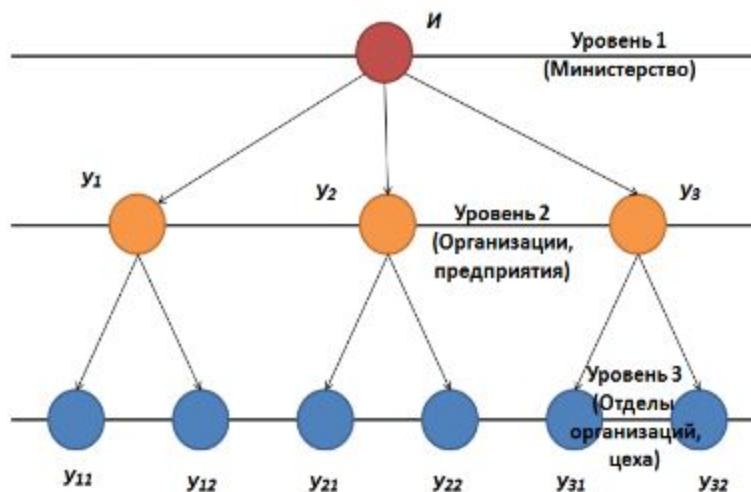 И
Уровень 1
(Министерство)
У1
У2
У3
Уровень 2
(Организации,
предприятия)
Уровень 3
(Отделы
организаций,
цеха)
У11
У12
У21
У22
У31
У32